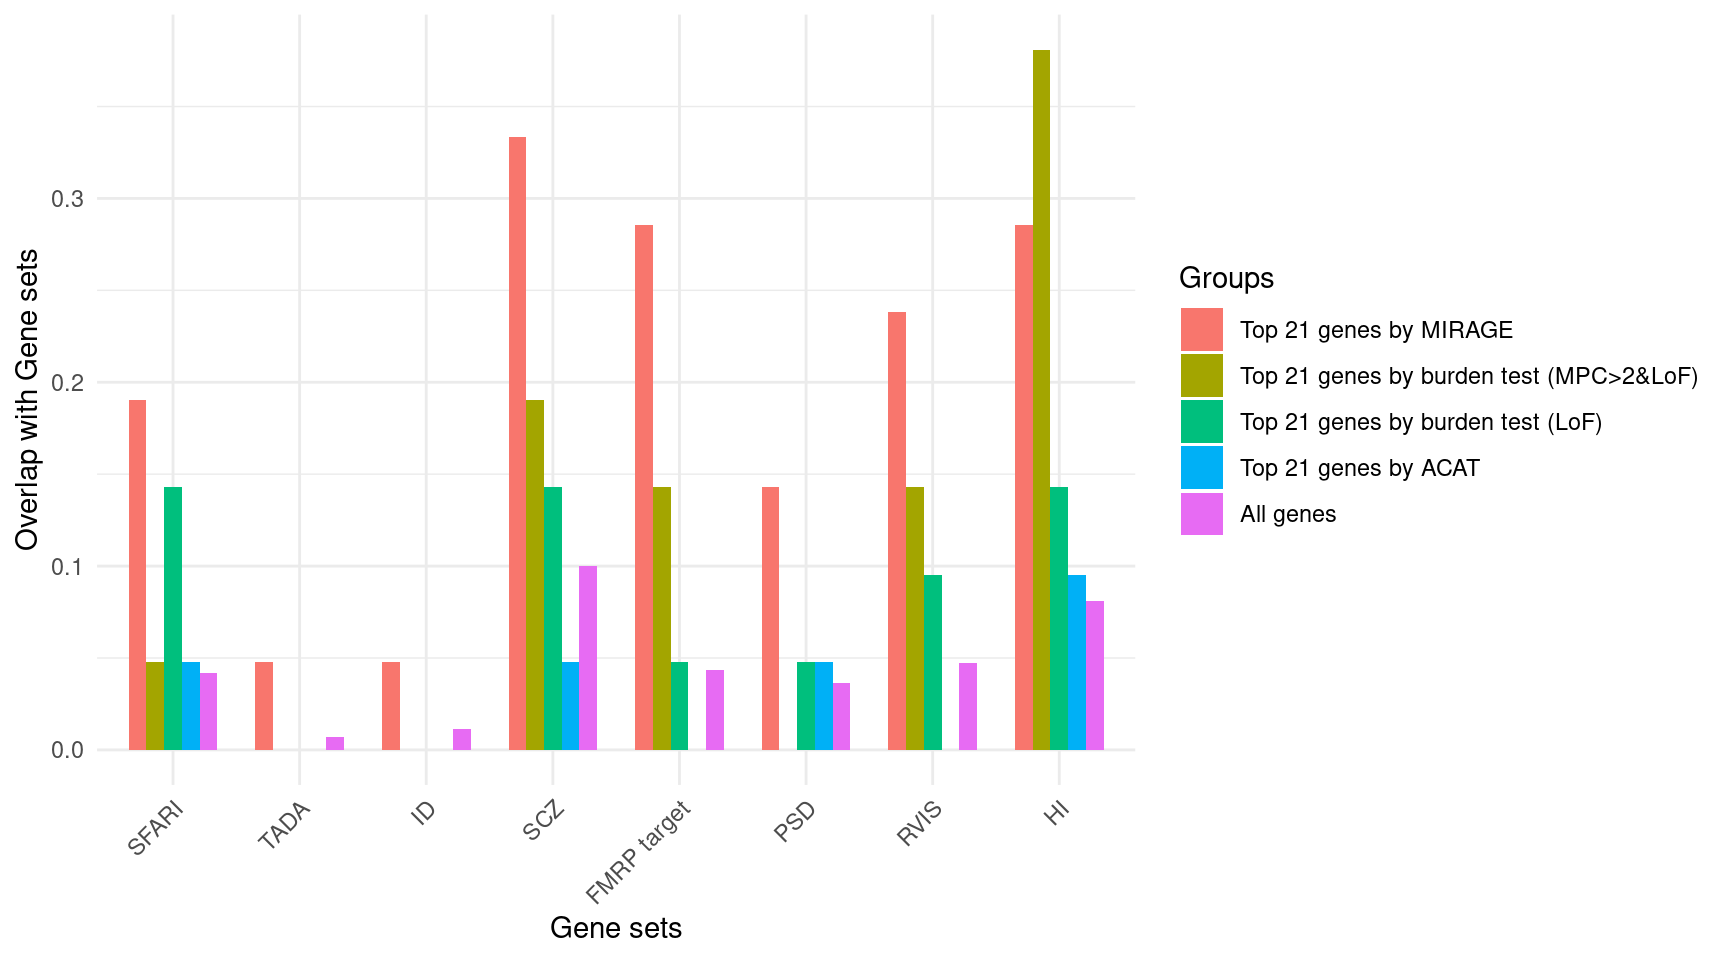 Overlap with Gene sets
0.3
0.2
0.1
0.0
SFARI
TADA
ID
SCZ
FMRP target
PSD
RVIS
HI
Gene sets
Groups
Top 21 genes by MIRAGE
Top 21 genes by burden test (MPC>2&LoF)
Top 21 genes by burden test (LoF)
Top 21 genes by ACAT
All genes